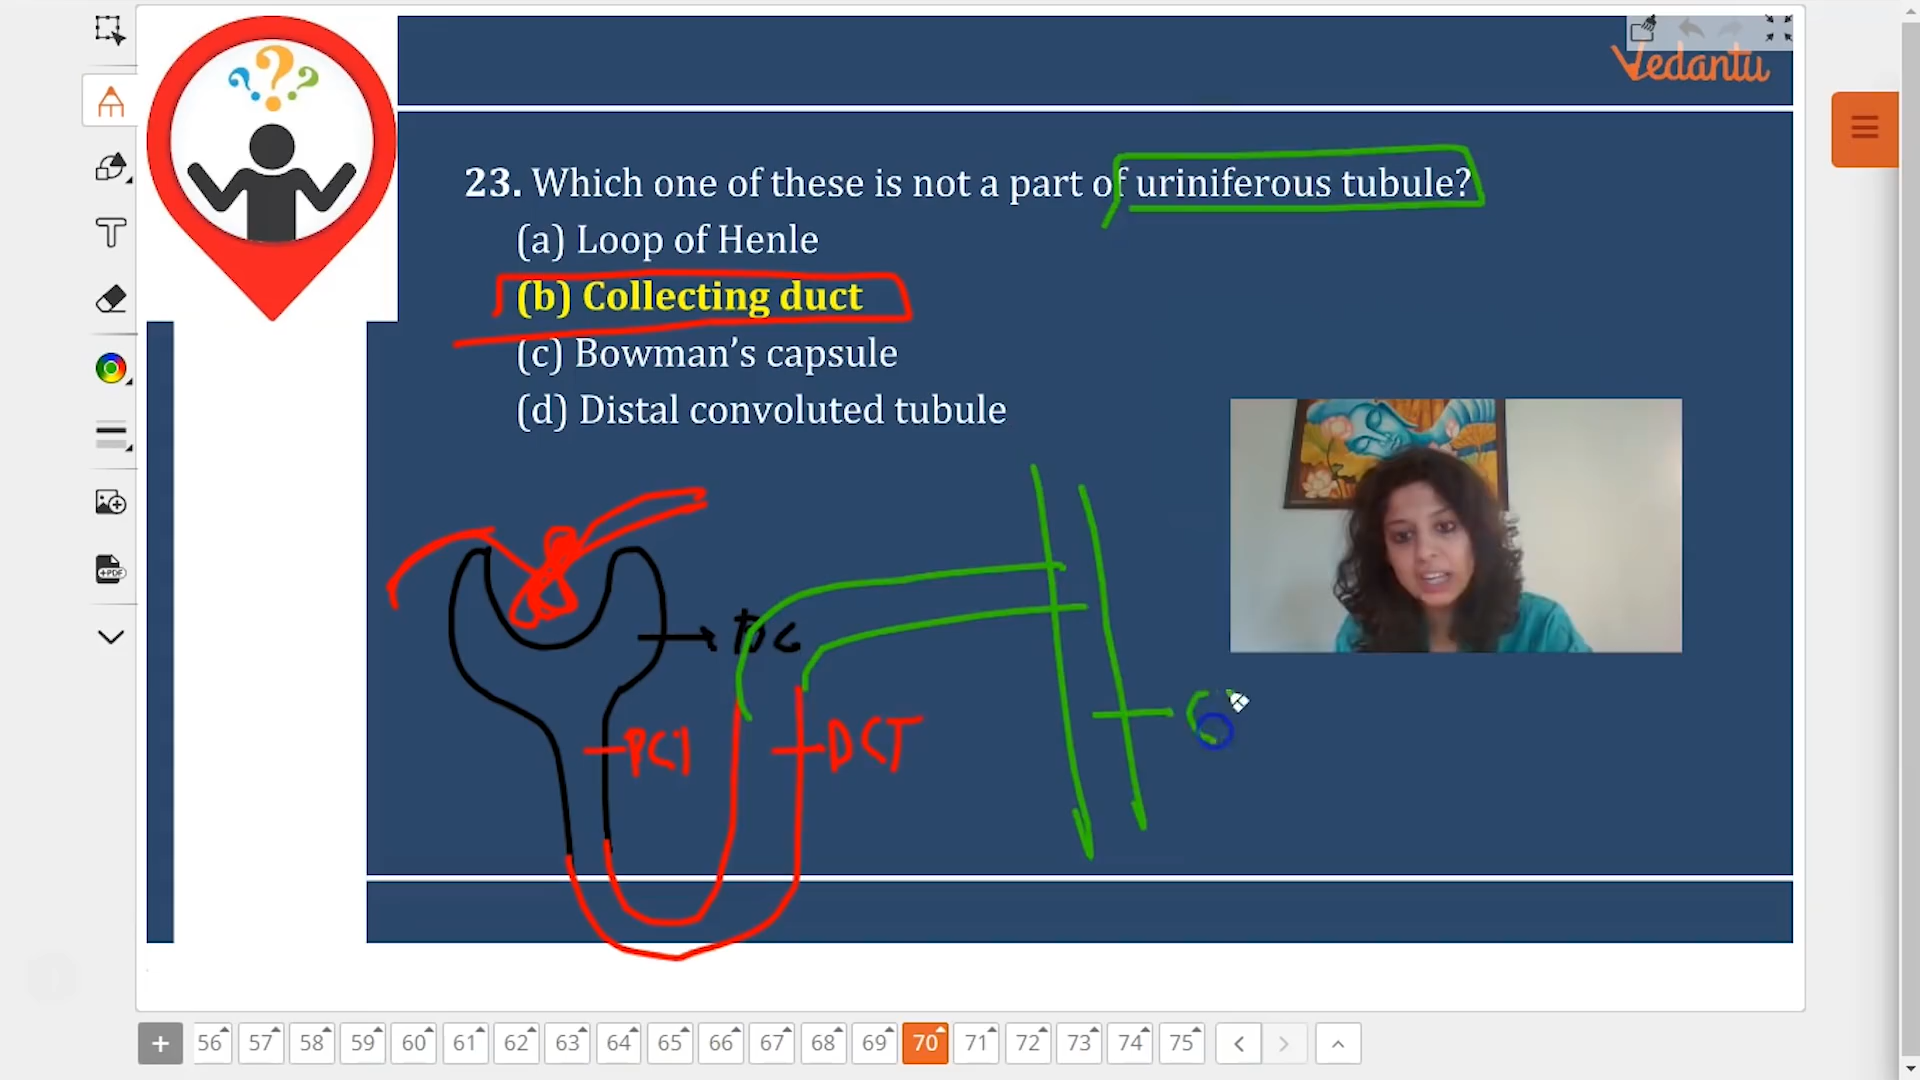 Vedantu
23. Which one of these is not a part of uriniferous tubule?
(a) Loop of Henle
(b) Collecting duct
(c) Bowman's capsule
(d) Distal convoluted tubule
PCT
DCT
C
+PDF
+ 56 57 58 59 60 61 62 63 64 65 66 67 68 69 70 71 72 73 74 75